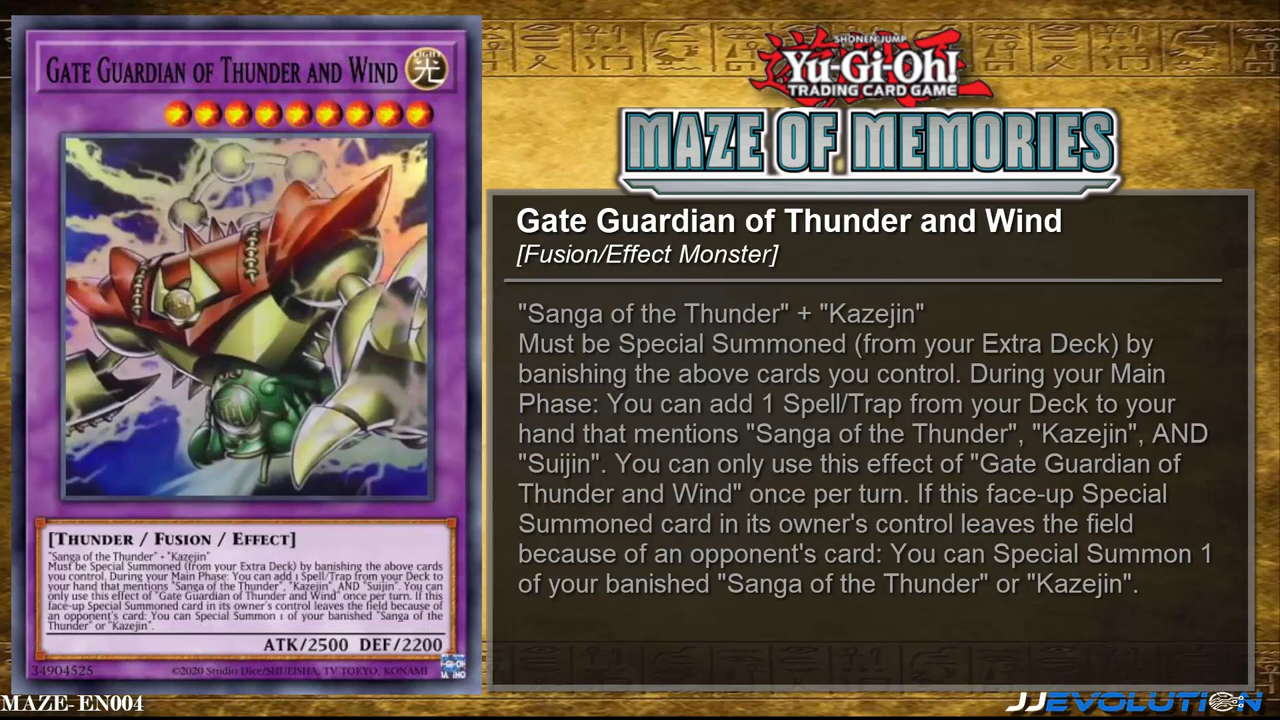 GATE GUARDIAN OF THUNDER AND WIND
LIGHT
光
[THUNDER / FUSION / EFFECT]
"Sanga of the Thunder" + "Kazejin"
Must be Special Summoned (from your Extra Deck) by banishing the above cards
you control. During your Main Phase: You can add 1 Spell/Trap from your Deck to
your hand that mentions "Sanga of the Thunder", "Kazejin", AND "Suijin". You can
only use this effect of "Gate Guardian of Thunder and Wind" once per turn. If this
face-up Special Summoned card in its owner's control leaves the field because of
an opponent's card: You can Special Summon 1 of your banished "Sanga of the
Thunder" or "Kazejin".
ATK/2500 DEF/2200
34904525
©2020 Studio Dice/SHUEISHA, TV TOKYO, KONAMI
MAZE-EN004
SHONEN JUMP
Yu-Gi-Oh!
TRADING CARD GAME
MAZE OF MEMORIES
Gate Guardian of Thunder and Wind
[Fusion/Effect Monster]
"Sanga of the Thunder" + "Kazejin"
Must be Special Summoned (from your Extra Deck) by
banishing the above cards you control. During your Main
Phase: You can add 1 Spell/Trap from your Deck to your
hand that mentions "Sanga of the Thunder", "Kazejin", AND
"Suijin". You can only use this effect of "Gate Guardian of
Thunder and Wind" once per turn. If this face-up Special
Summoned card in its owner's control leaves the field
because of an opponent's card: You can Special Summon 1
of your banished "Sanga of the Thunder" or "Kazejin".
JJEVOLUTION